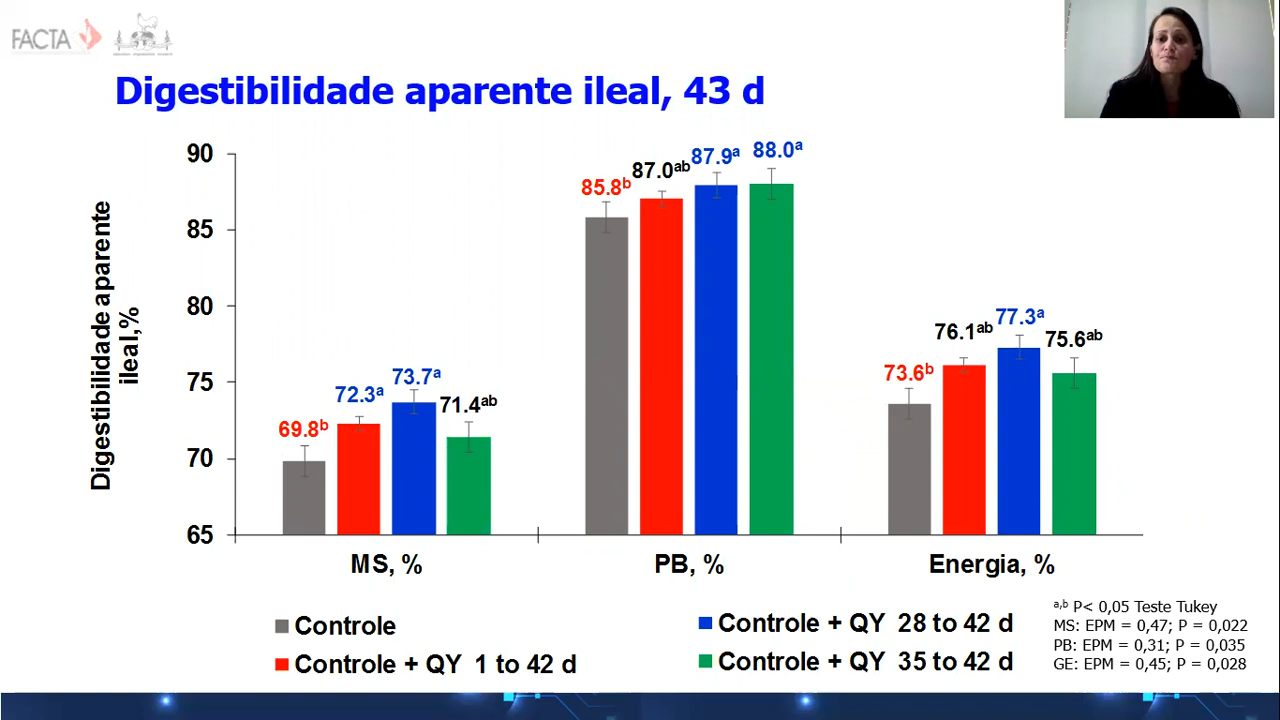 FACTA
Digestibilidade aparente ileal, 43 d
Digestibilidade aparente
ileal,%
90
85
80
75
70
65
69.8b
72.3a
73.7a
71.4ab
85.8b
87.0ab
87.9a
88.0a
73.6b
76.1ab
77.3a
75.6ab
MS, %
PB, %
Energia, %
Controle
Controle + QY 1 to 42 d
Controle + QY 28 to 42 d
Controle + QY 35 to 42 d
a,b P< 0,05 Teste Tukey
MS: EPM = 0,47; P = 0,022
PB: EPM = 0,31; P = 0,035
GE: EPM = 0,45; P = 0,028